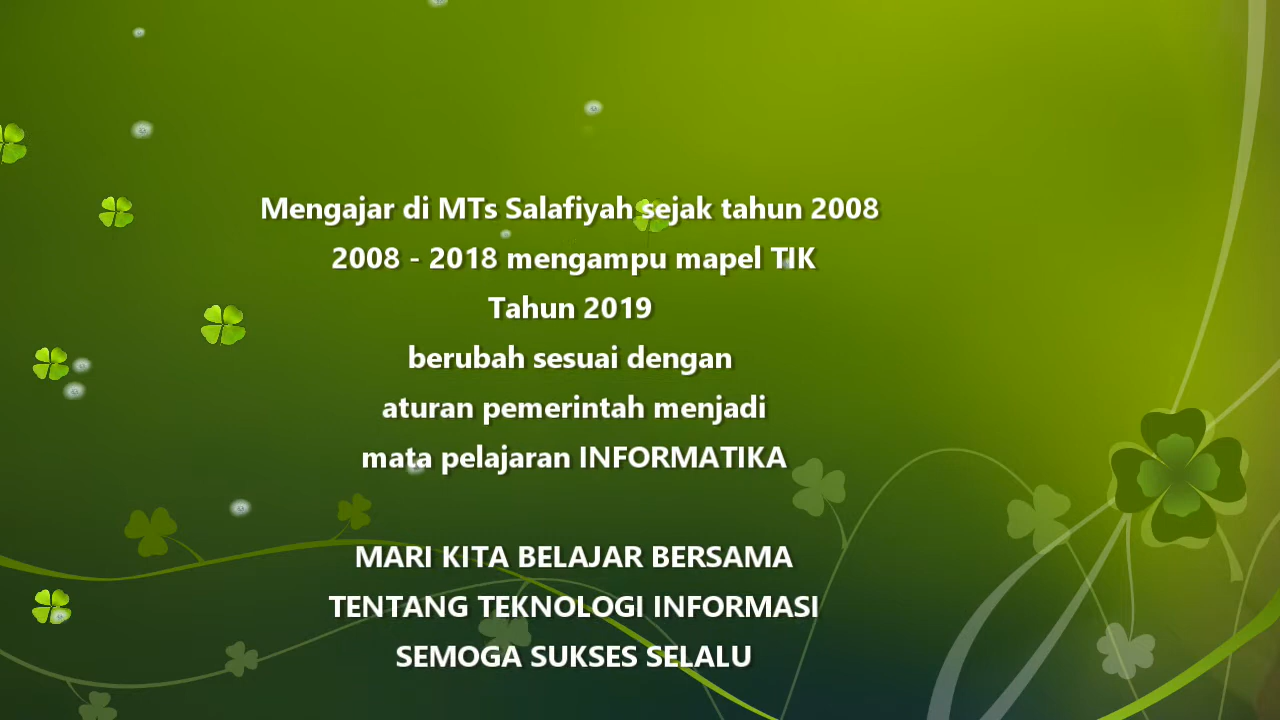 Mengajar di MTs Salafiyah sejak tahun 2008
2008 - 2018 mengampu mapel TIK
Tahun 2019
berubah sesuai dengan
aturan pemerintah menjadi
mata pelajaran INFORMATIKA
MARI KITA BELAJAR BERSAMA
TENTANG TEKNOLOGI INFORMASI
SEMOGA SUKSES SELALU